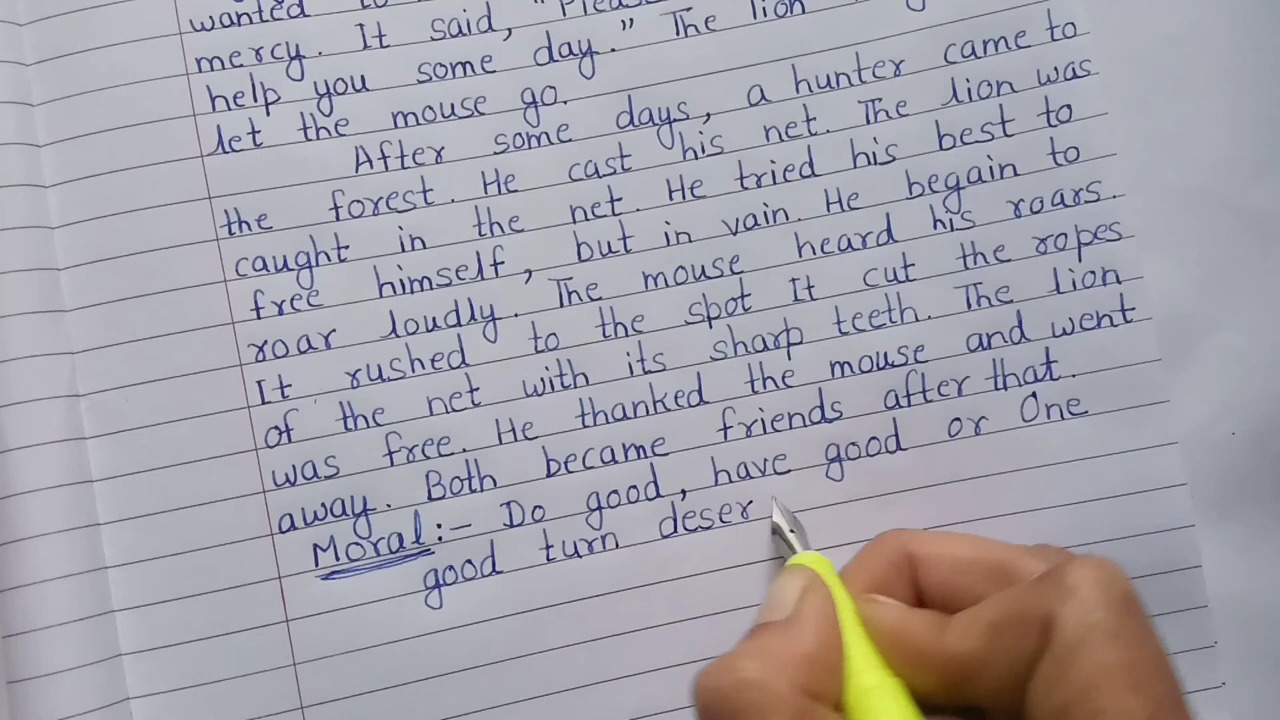 wanted to
mercy. It said, "Please
help you some day." The lion
let the mouse go.
After some days, a hunter came to
the forest. He cast his net. The lion was
caught in the net. He tried his best to
free himself, but in vain. He begain to
roar loudly. The mouse heard his roars.
It rushed to the spot It cut the ropes
of the net with its sharp teeth. The lion
was free. He thanked the mouse and went
away. Both became friends after that.
Moral:- Do good, have good or One
good turn deser